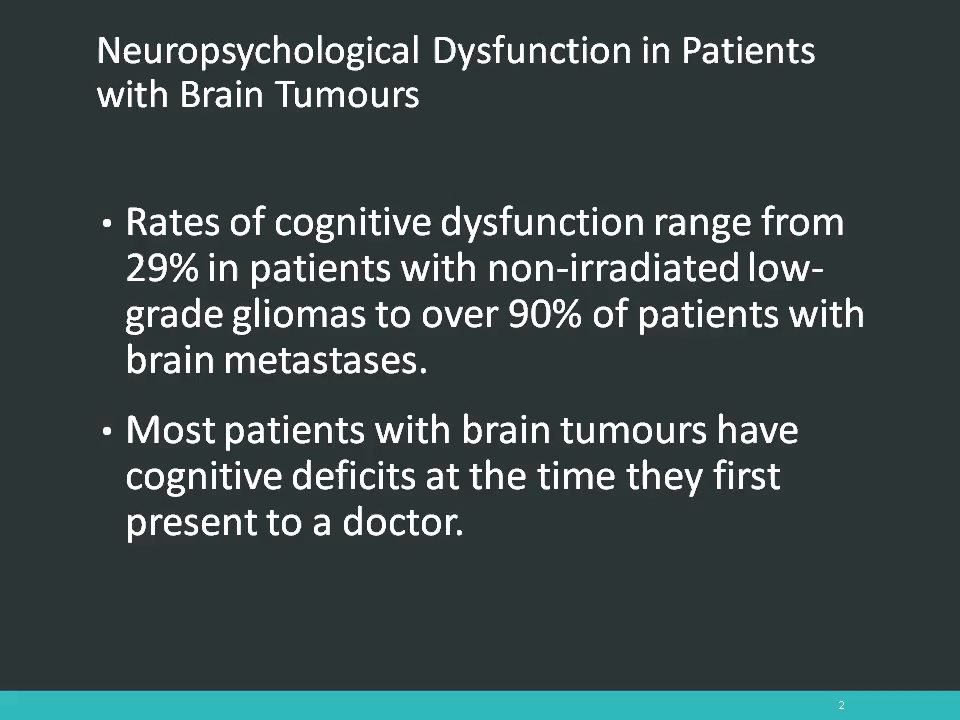 Neuropsychological Dysfunction in Patients
with Brain Tumours
• Rates of cognitive dysfunction range from
29% in patients with non-irradiated low-
grade gliomas to over 90% of patients with
brain metastases.
• Most patients with brain tumours have
cognitive deficits at the time they first
present to a doctor.
2